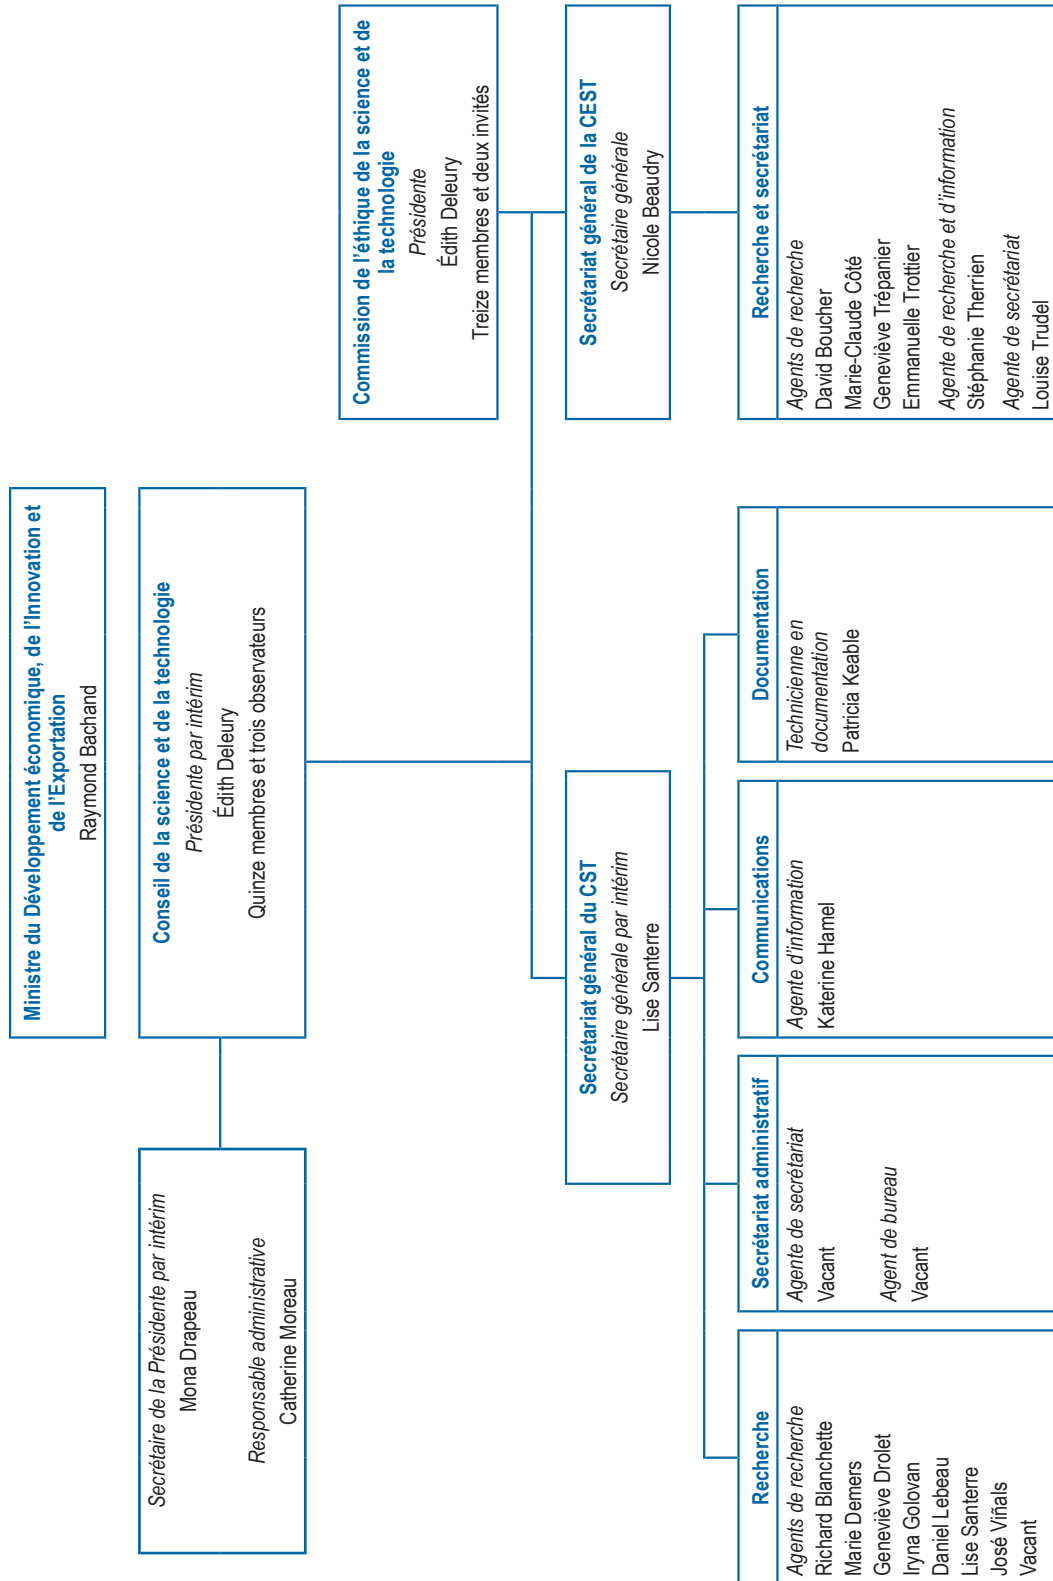 Ministre du Développement économique, de l'Innovation et
de l'Exportation
Raymond Bachand
Secrétaire de la Présidente par intérim
Mona Drapeau
Responsable administrative
Catherine Moreau
Conseil de la science et de la technologie
Présidente par intérim
Édith Deleury
Quinze membres et trois observateurs
Commission de l'éthique de la science et de
la technologie
Présidente
Édith Deleury
Treize membres et deux invités
Secrétariat général du CST
Secrétaire générale par intérim
Lise Santerre
Secrétariat général de la CEST
Secrétaire générale
Nicole Beaudry
Recherche
Agents de recherche
Richard Blanchette
Marie Demers
Geneviève Drolet
Iryna Golovan
Daniel Lebeau
Lise Santerre
José Viñals
Vacant
Secrétariat administratif
Agente de secrétariat
Vacant
Agent de bureau
Vacant
Communications
Agente d'information
Katerine Hamel
Documentation
Technicienne en
documentation
Patricia Keable
Recherche et secrétariat
Agents de recherche
David Boucher
Marie-Claude Côté
Geneviève Trépanier
Emmanuelle Trottier
Agente de recherche et d'information
Stéphanie Therrien
Agente de secrétariat
Louise Trudel